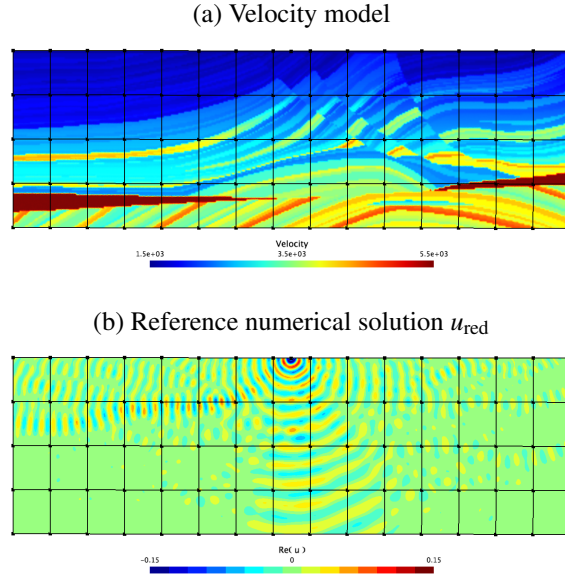 (a) Velocity model
Velocity
1.5e+03 3.5e+03 5.5e+03
(b) Reference numerical solution u_red
Re( u )
-0.15 0 0.15